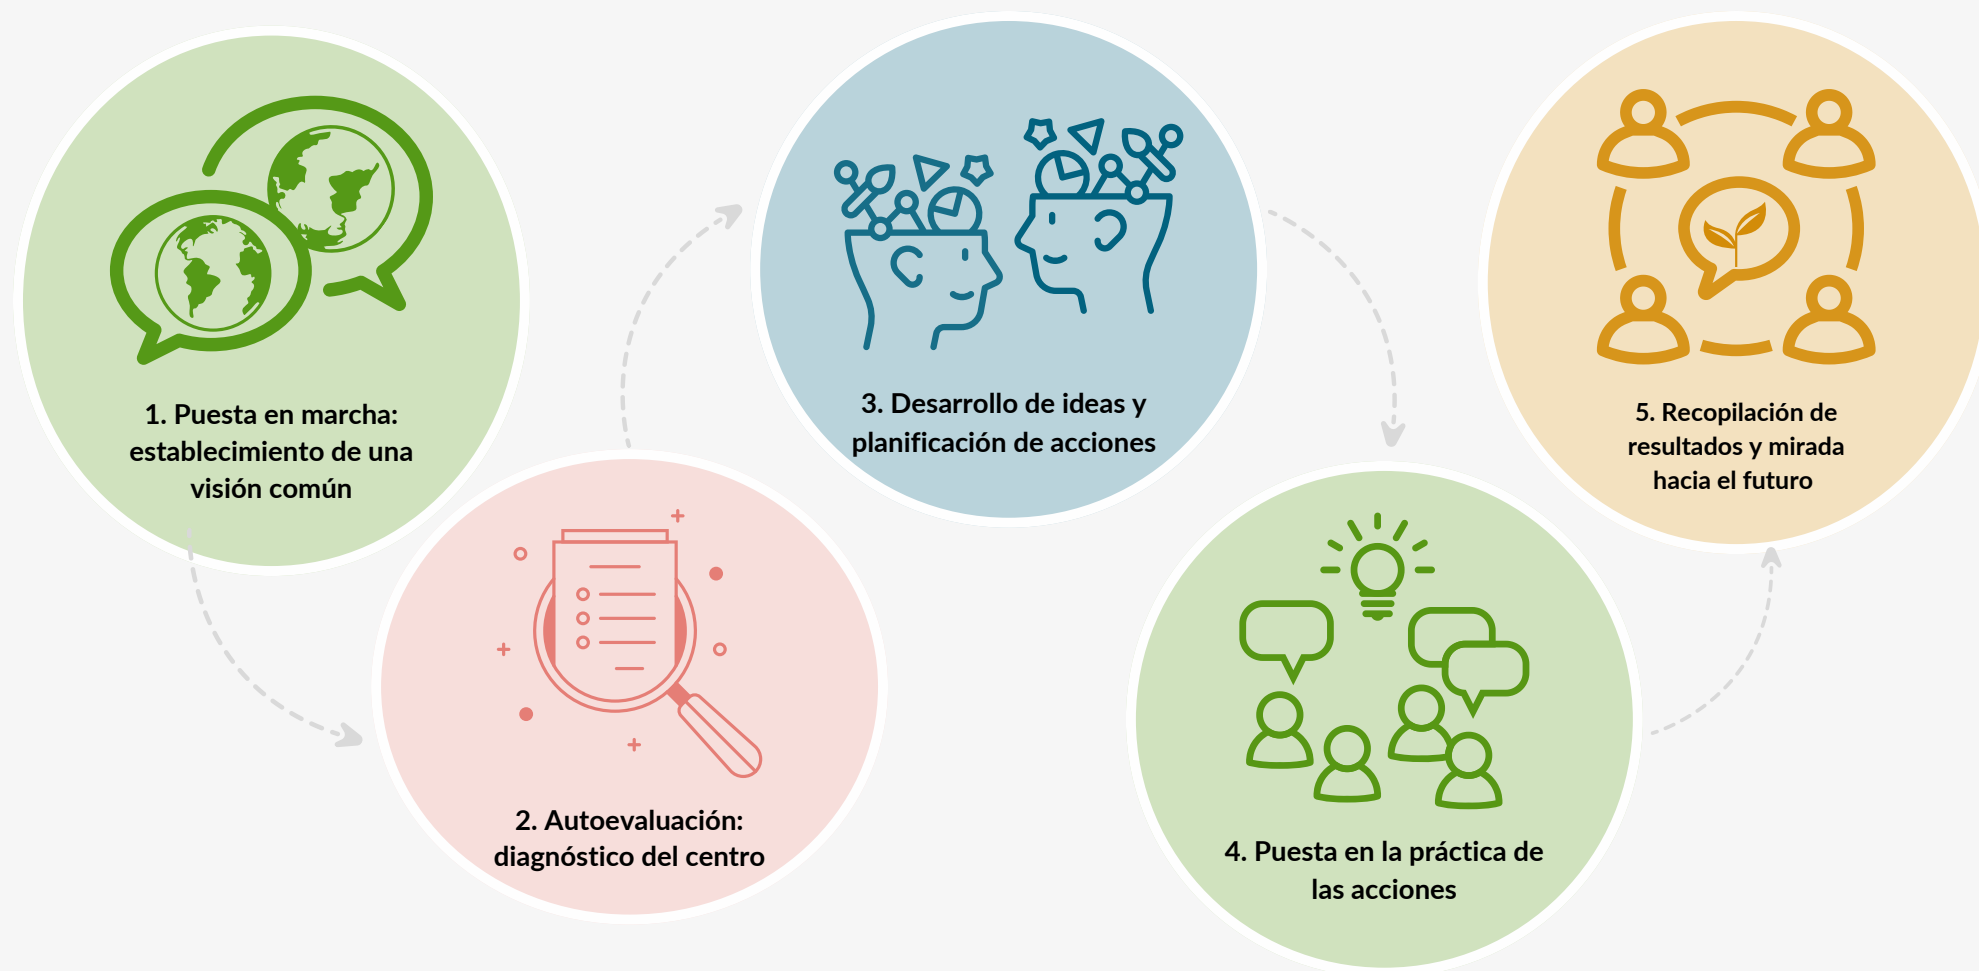 1. Puesta en marcha:
establecimiento de una
visión común
2. Autoevaluación:
diagnóstico del centro
3. Desarrollo de ideas y
planificación de acciones
4. Puesta en la práctica de
las acciones
5. Recopilación de
resultados y mirada
hacia el futuro